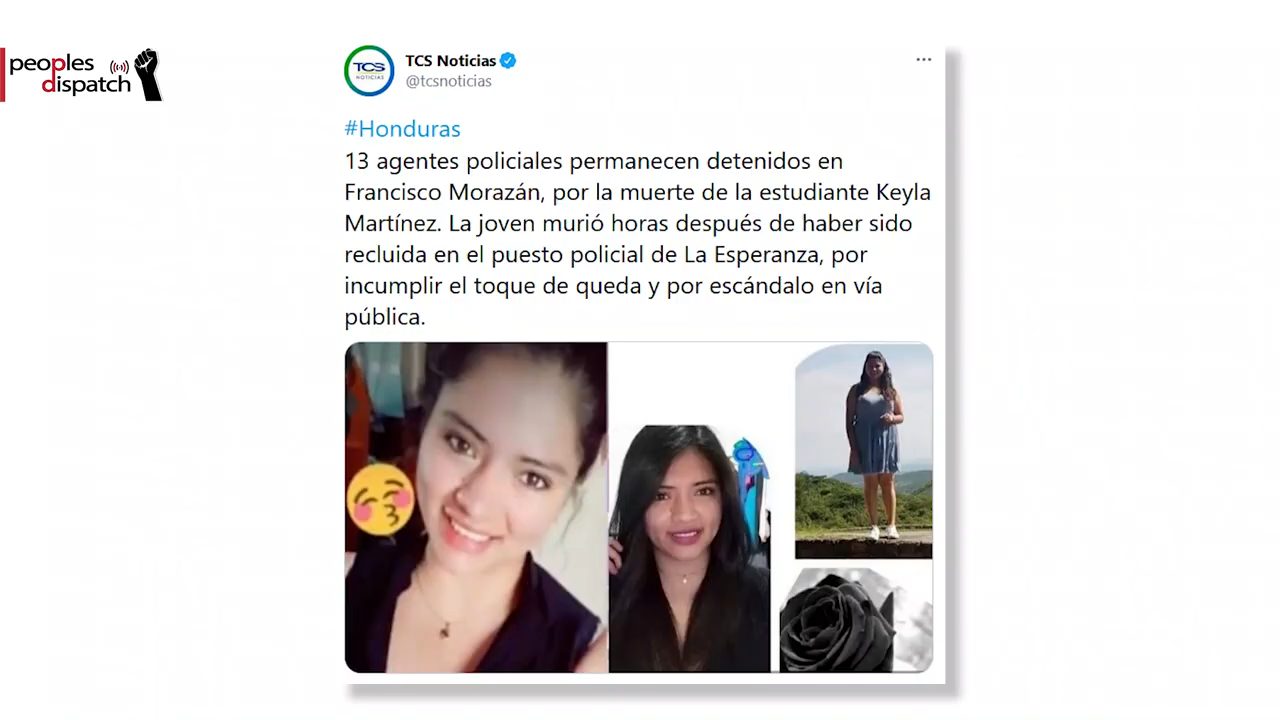 peoples
dispatch
TCS
NOTICIAS
TCS Noticias
@tcsnoticias
#Honduras
13 agentes policiales permanecen detenidos en
Francisco Morazán, por la muerte de la estudiante Keyla
Martínez. La joven murió horas después de haber sido
recluida en el puesto policial de La Esperanza, por
incumplir el toque de queda y por escándalo en vía
pública.